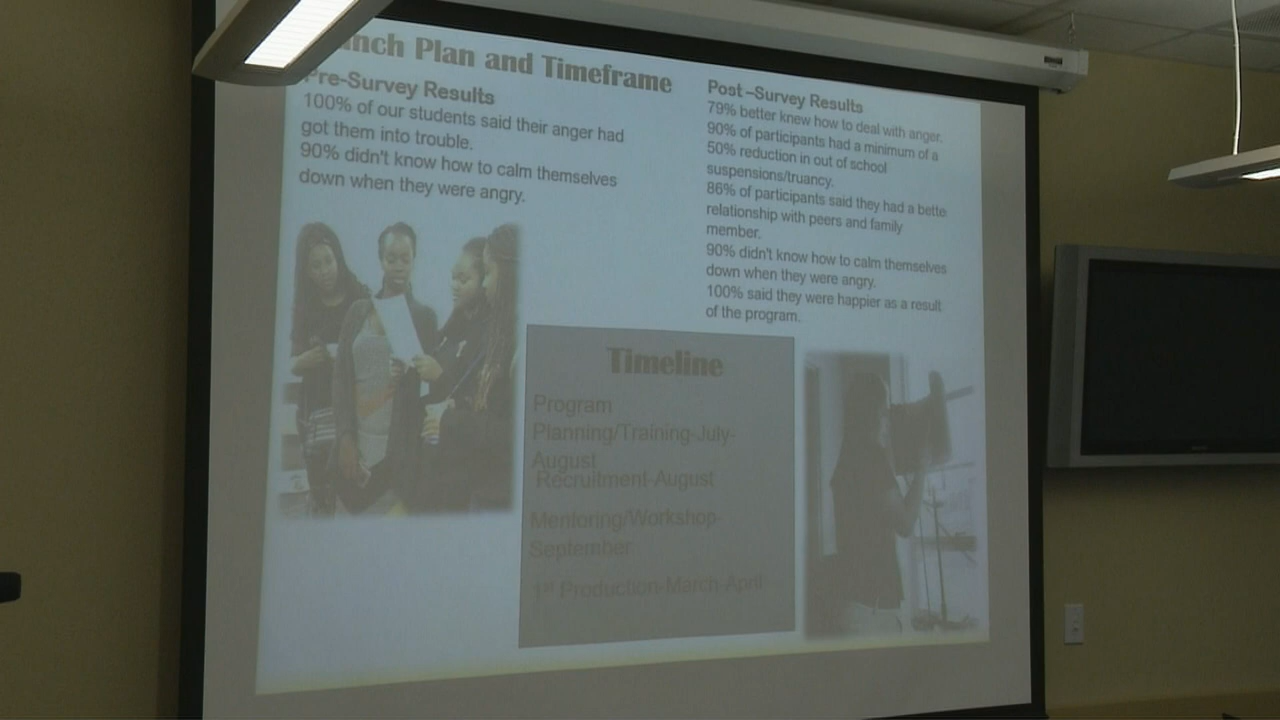 nch Plan and Timeframe
Pre-Survey Results
100% of our students said their anger had
got them into trouble.
90% didn't know how to calm themselves
down when they were angry.
Post–Survey Results
79% better knew how to deal with anger.
90% of participants had a minimum of a
50% reduction in out of school
suspensions/truancy.
86% of participants said they had a bette
relationship with peers and family
member.
90% didn't know how to calm themselves
down when they were angry.
100% said they were happier as a result
of the program.
Timeline
Program
Planning/Training-July-
August
Recruitment-August
Mentoring/Workshop-
September
1st Production-March-April